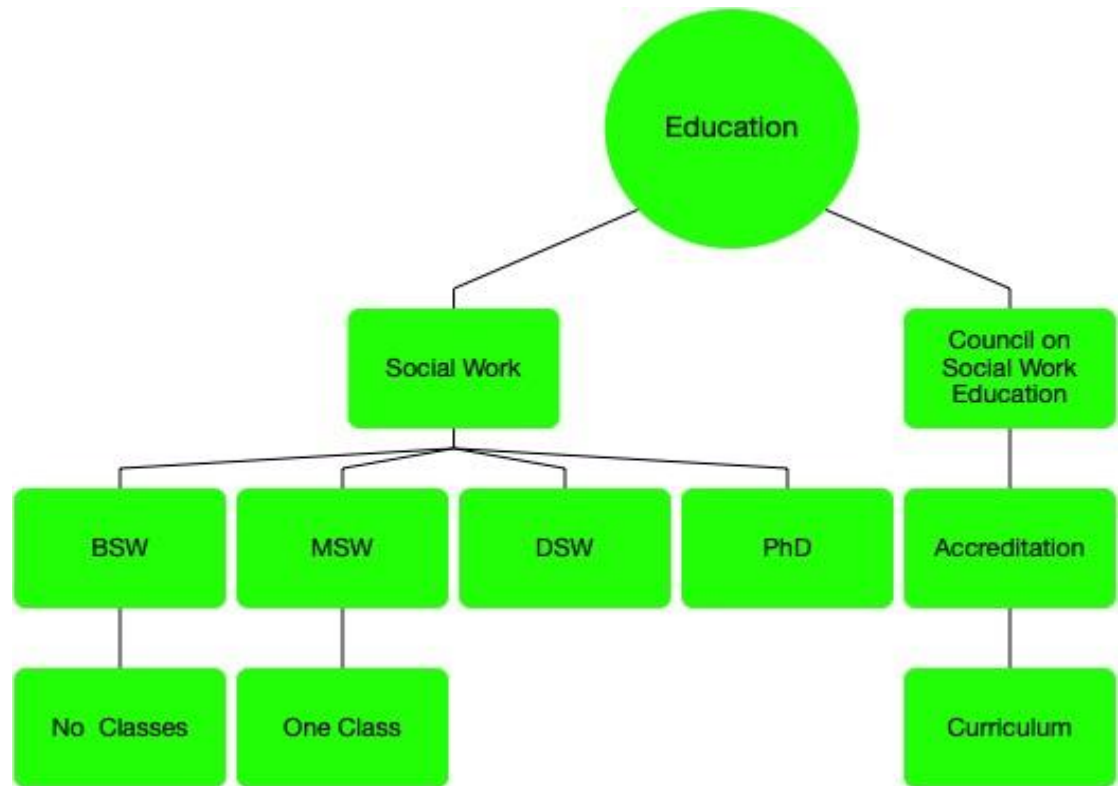 Education
Social Work
Council on
Social Work
Education
BSW
MSW
DSW
PhD
Accreditation
No  Classes
One Class
Curriculum